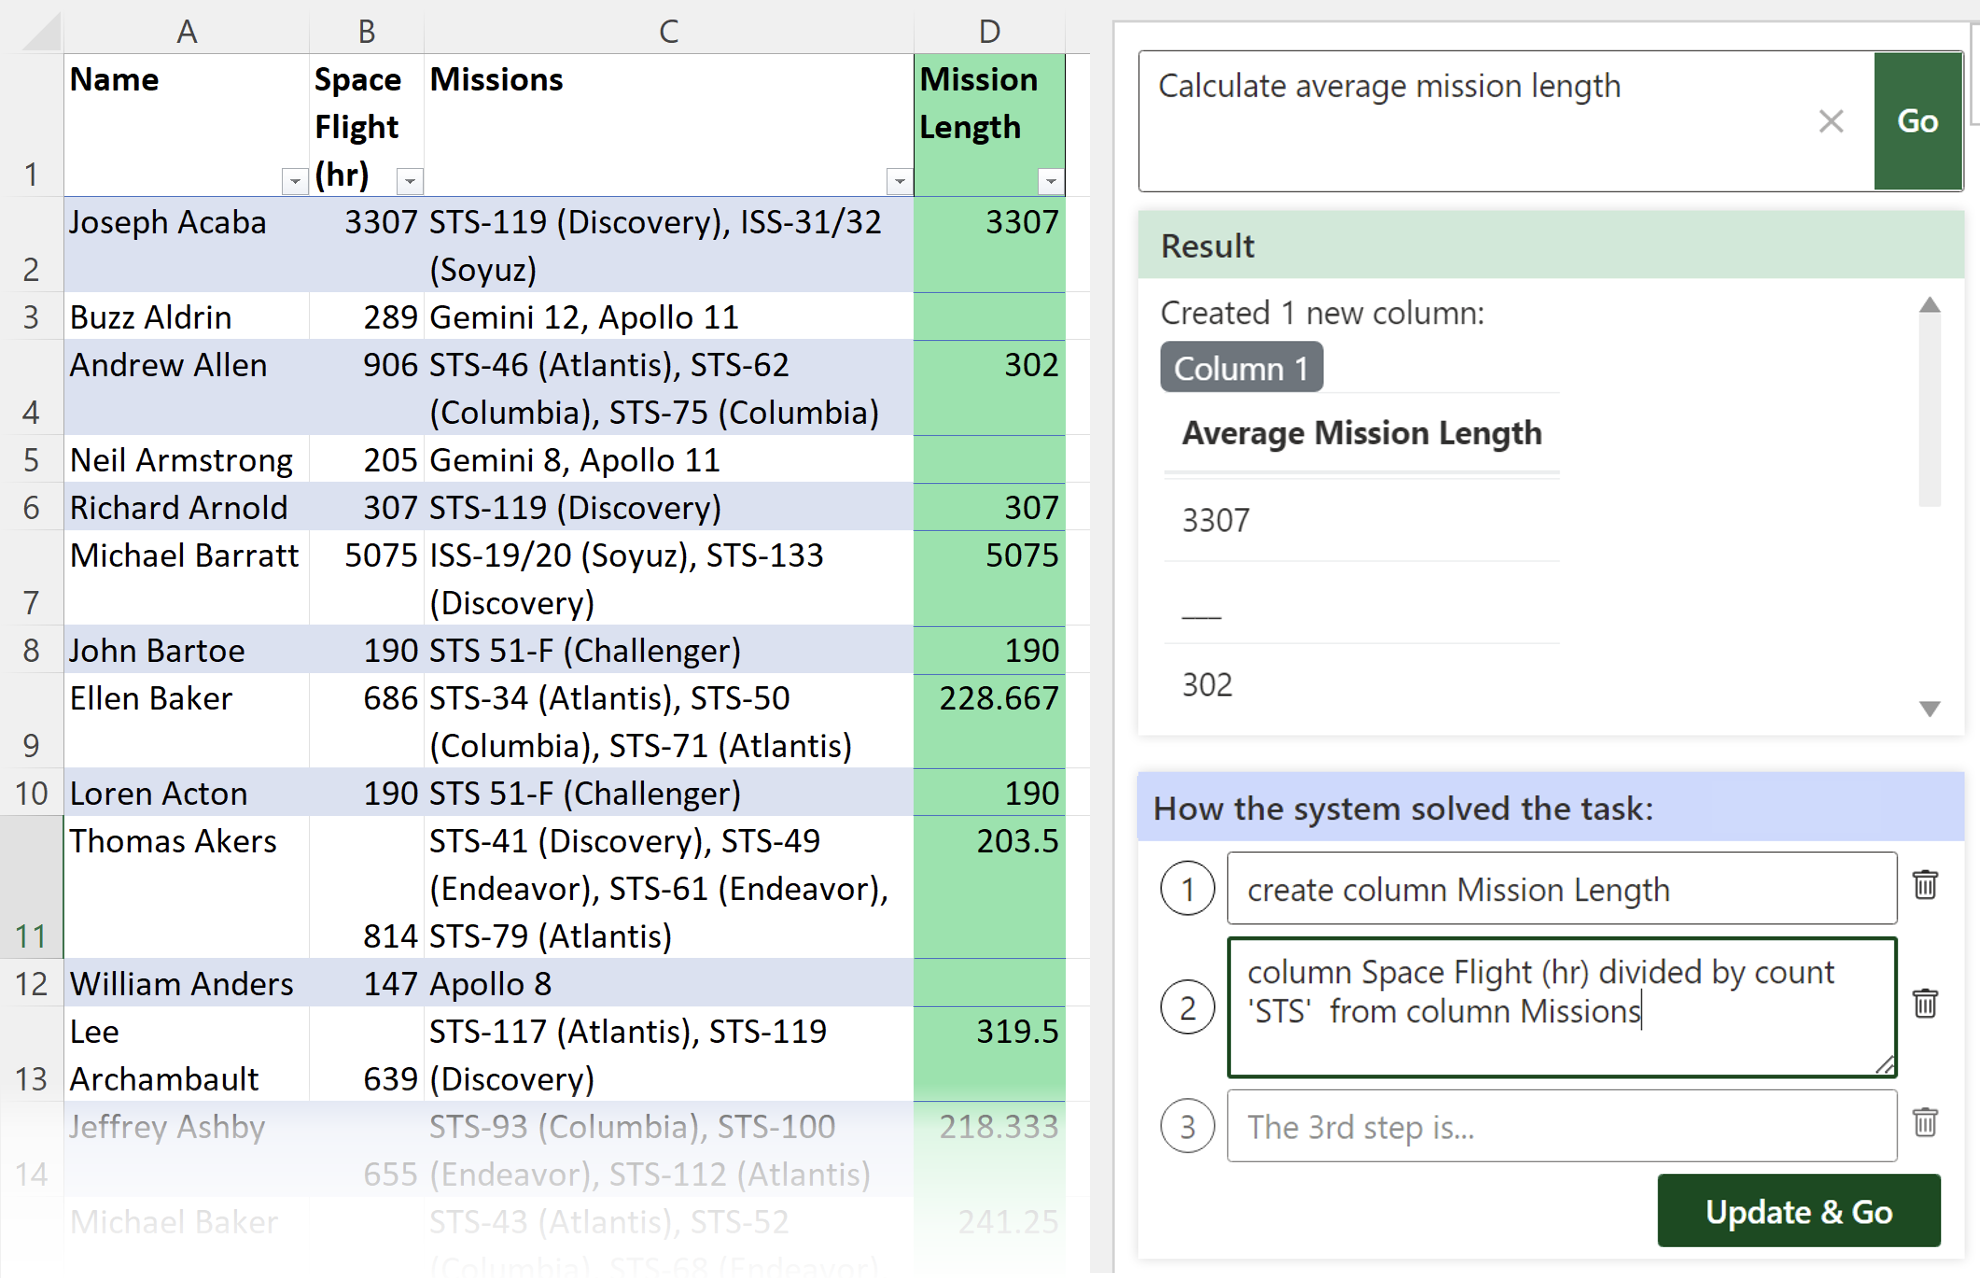 A B C D
1 Name Space Flight (hr) Missions Mission Length
2 Joseph Acaba 3307 STS-119 (Discovery), ISS-31/32 (Soyuz) 3307
3 Buzz Aldrin 289 Gemini 12, Apollo 11
4 Andrew Allen 906 STS-46 (Atlantis), STS-62 (Columbia), STS-75 (Columbia) 302
5 Neil Armstrong 205 Gemini 8, Apollo 11
6 Richard Arnold 307 STS-119 (Discovery) 307
7 Michael Barratt 5075 ISS-19/20 (Soyuz), STS-133 (Discovery) 5075
8 John Bartoe 190 STS 51-F (Challenger) 190
9 Ellen Baker 686 STS-34 (Atlantis), STS-50 (Columbia), STS-71 (Atlantis) 228.667
10 Loren Acton 190 STS 51-F (Challenger) 190
11 Thomas Akers 814 STS-41 (Discovery), STS-49 (Endeavor), STS-61 (Endeavor), STS-79 (Atlantis) 203.5
12 William Anders 147 Apollo 8
13 Lee Archambault 639 STS-117 (Atlantis), STS-119 (Discovery) 319.5
14 Jeffrey Ashby 655 STS-93 (Columbia), STS-100 (Endeavor), STS-112 (Atlantis) 218.333
Michael Baker STS-43 (Atlantis), STS-52 (Columbia), STS-68 (Endeavor) 241.25
Calculate average mission length
Go
Result
Created 1 new column:
Column 1
Average Mission Length
3307
__
302
How the system solved the task:
1 create column Mission Length
2 column Space Flight (hr) divided by count
'STS' from column Missions
3 The 3rd step is...
Update & Go